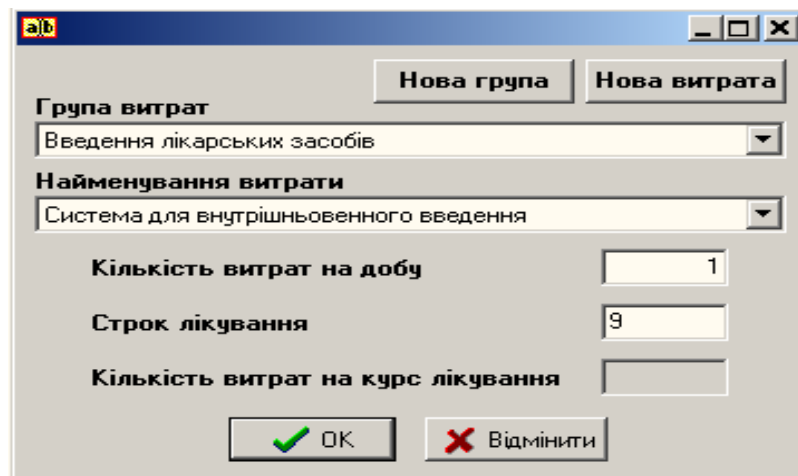 a|b
Нова група Нова витрата
Група витрат
Введення лікарських засобів
Найменування витрати
Система для внутрішньовенного введення
Кількість витрат на добу 1
Строк лікування 9
Кількість витрат на курс лікування
OK Відмінити